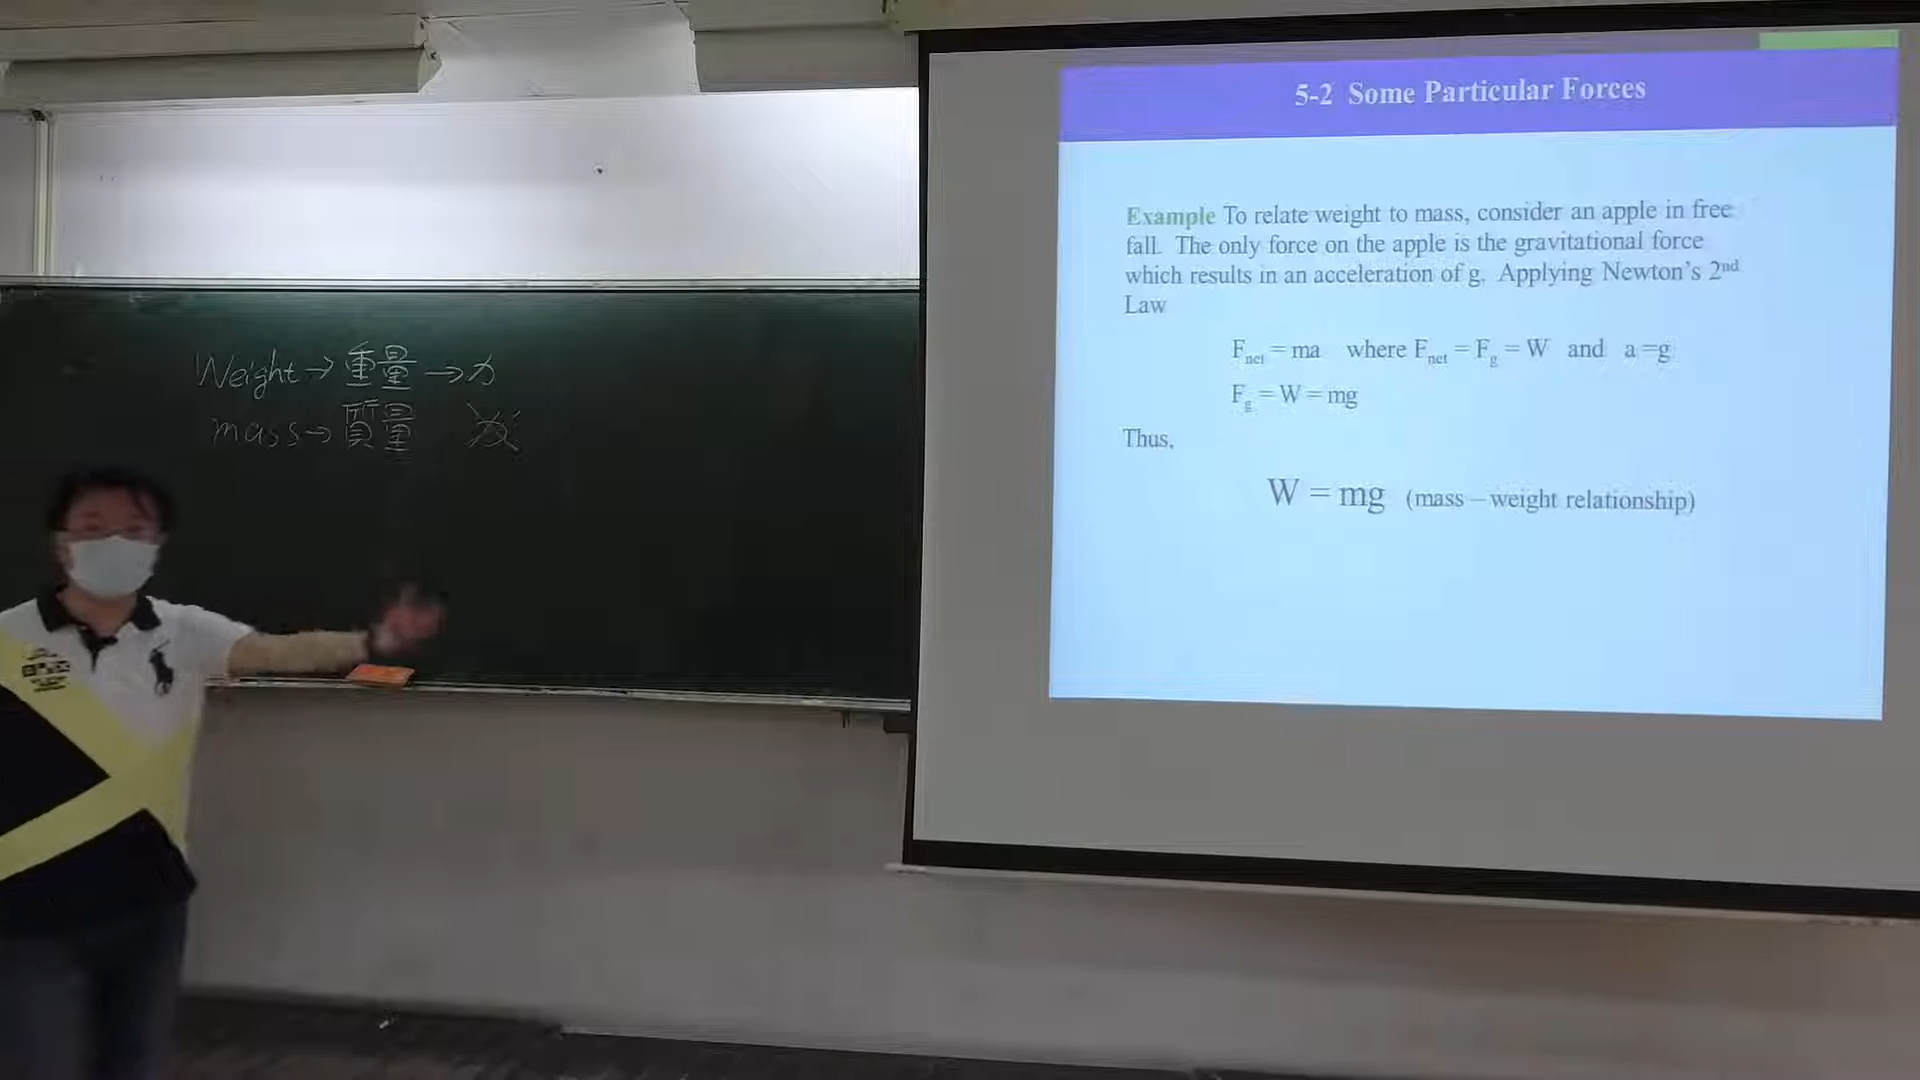 Weight → 重量 → 力
mass → 質量 力
5-2 Some Particular Forces
Example To relate weight to mass, consider an apple in free
fall. The only force on the apple is the gravitational force
which results in an acceleration of g. Applying Newton's 2nd
Law
Fnet = ma where Fnet = Fg = W and a =g
Fg = W = mg
Thus,
W = mg (mass – weight relationship)